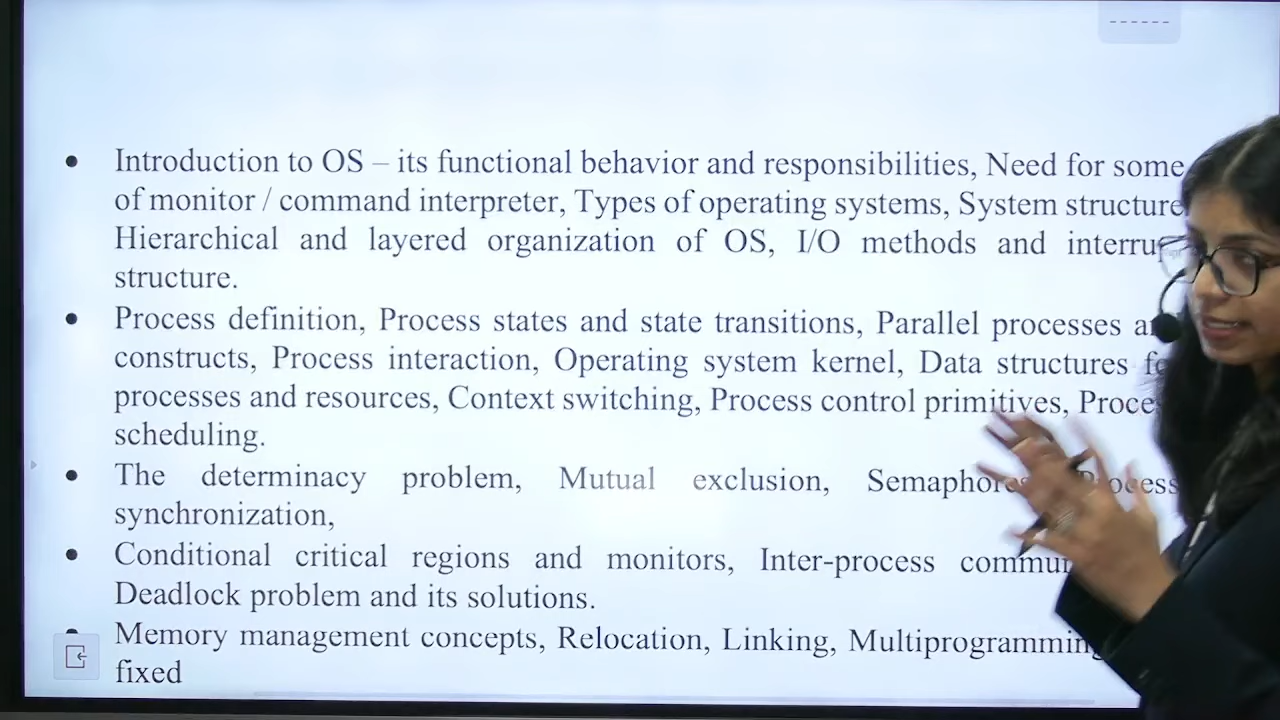 ------
• Introduction to OS – its functional behavior and responsibilities, Need for some
of monitor / command interpreter, Types of operating systems, System structure
Hierarchical and layered organization of OS, I/O methods and
structure.
• Process definition, Process states and state transitions, Parallel processes
constructs, Process interaction, Operating system kernel, Data structures
processes and resources, Context switching, Process control primitives,
scheduling.
• The determinacy problem, Mutual exclusion,
synchronization,
• Conditional critical regions and monitors, Inter-process
Deadlock problem and its solutions.
• Memory management concepts, Relocation, Linking,
fixed